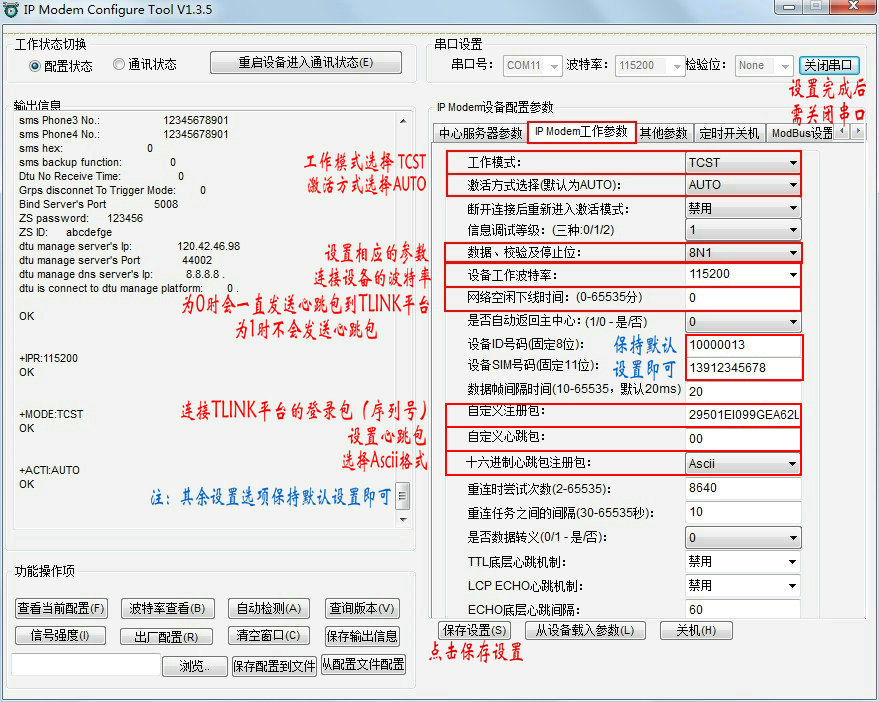 IP Modem Configure Tool V1.3.5
工作状态切换
配置状态
通讯状态
重启设备进入通讯状态(E)
串口设置
串口号:
COM11
波特率:
115200
检验位:
None
关闭串口
设置完成后
需关闭串口
输出信息
sms Phone3 No.: 12345678901
sms Phone4 No.: 12345678901
sms hex: 0
sms backup function: 0
Dtu No Receive Time: 0
Grps disconnet To Trigger Mode: 0
Bind Server's Port 5008
ZS password: 123456
ZS ID: abcdefge
dtu manage server's Ip: 120.42.46.98
dtu manage server's Port 44002
dtu manage dns server's Ip: 8.8.8.8 .
dtu is connect to dtu manage platform: 0 .
OK
+IPR:115200
OK
+MODE:TCST
OK
+ACTI:AUTO
OK
工作模式选择 TCST
激活方式选择AUTO
设置相应的参数
连接设备的波特率
为0时会一直发送心跳包到TLINK平台
为1时不会发送心跳包
连接TLINK平台的登录包（序列号）
设置心跳包
选择Ascii格式
注：其余设置选项保持默认设置即可
IP Modem设备配置参数
中心服务器参数
IP Modem工作参数
其他参数
定时开关机
ModBus设置
工作模式: TCST
激活方式选择(默认为AUTO): AUTO
断开连接后重新进入激活模式: 禁用
信息调试等级: (三种:0/1/2) 1
数据、校验及停止位: 8N1
设备工作波特率: 115200
网络空闲下线时间: (0-65535分) 0
是否自动返回主中心: (1/0 - 是/否) 0
设备ID号码(固定8位): 10000013
设备SIM号码(固定11位): 13912345678
保持默认
设置即可
数据帧间隔时间(10-65535，默认20ms) 20
自定义注册包: 29501EI099GEA62L
自定义心跳包: 00
十六进制心跳包注册包: Ascii
重连时尝试次数(2-65535): 8640
重连任务之间的间隔(30-65535秒): 10
是否数据转义(0/1 - 是/否): 0
TTL底层心跳机制: 禁用
LCP ECHO心跳机制: 禁用
ECHO底层心跳间隔: 60
保存设置(S)
从设备载入参数(L)
关机(H)
点击保存设置
功能操作项
查看当前配置(F)
波特率查看(B)
自动检测(A)
查询版本(V)
信号强度(I)
出厂配置(R)
清空窗口(C)
保存输出信息
浏览..
保存配置到文件
从配置文件配置